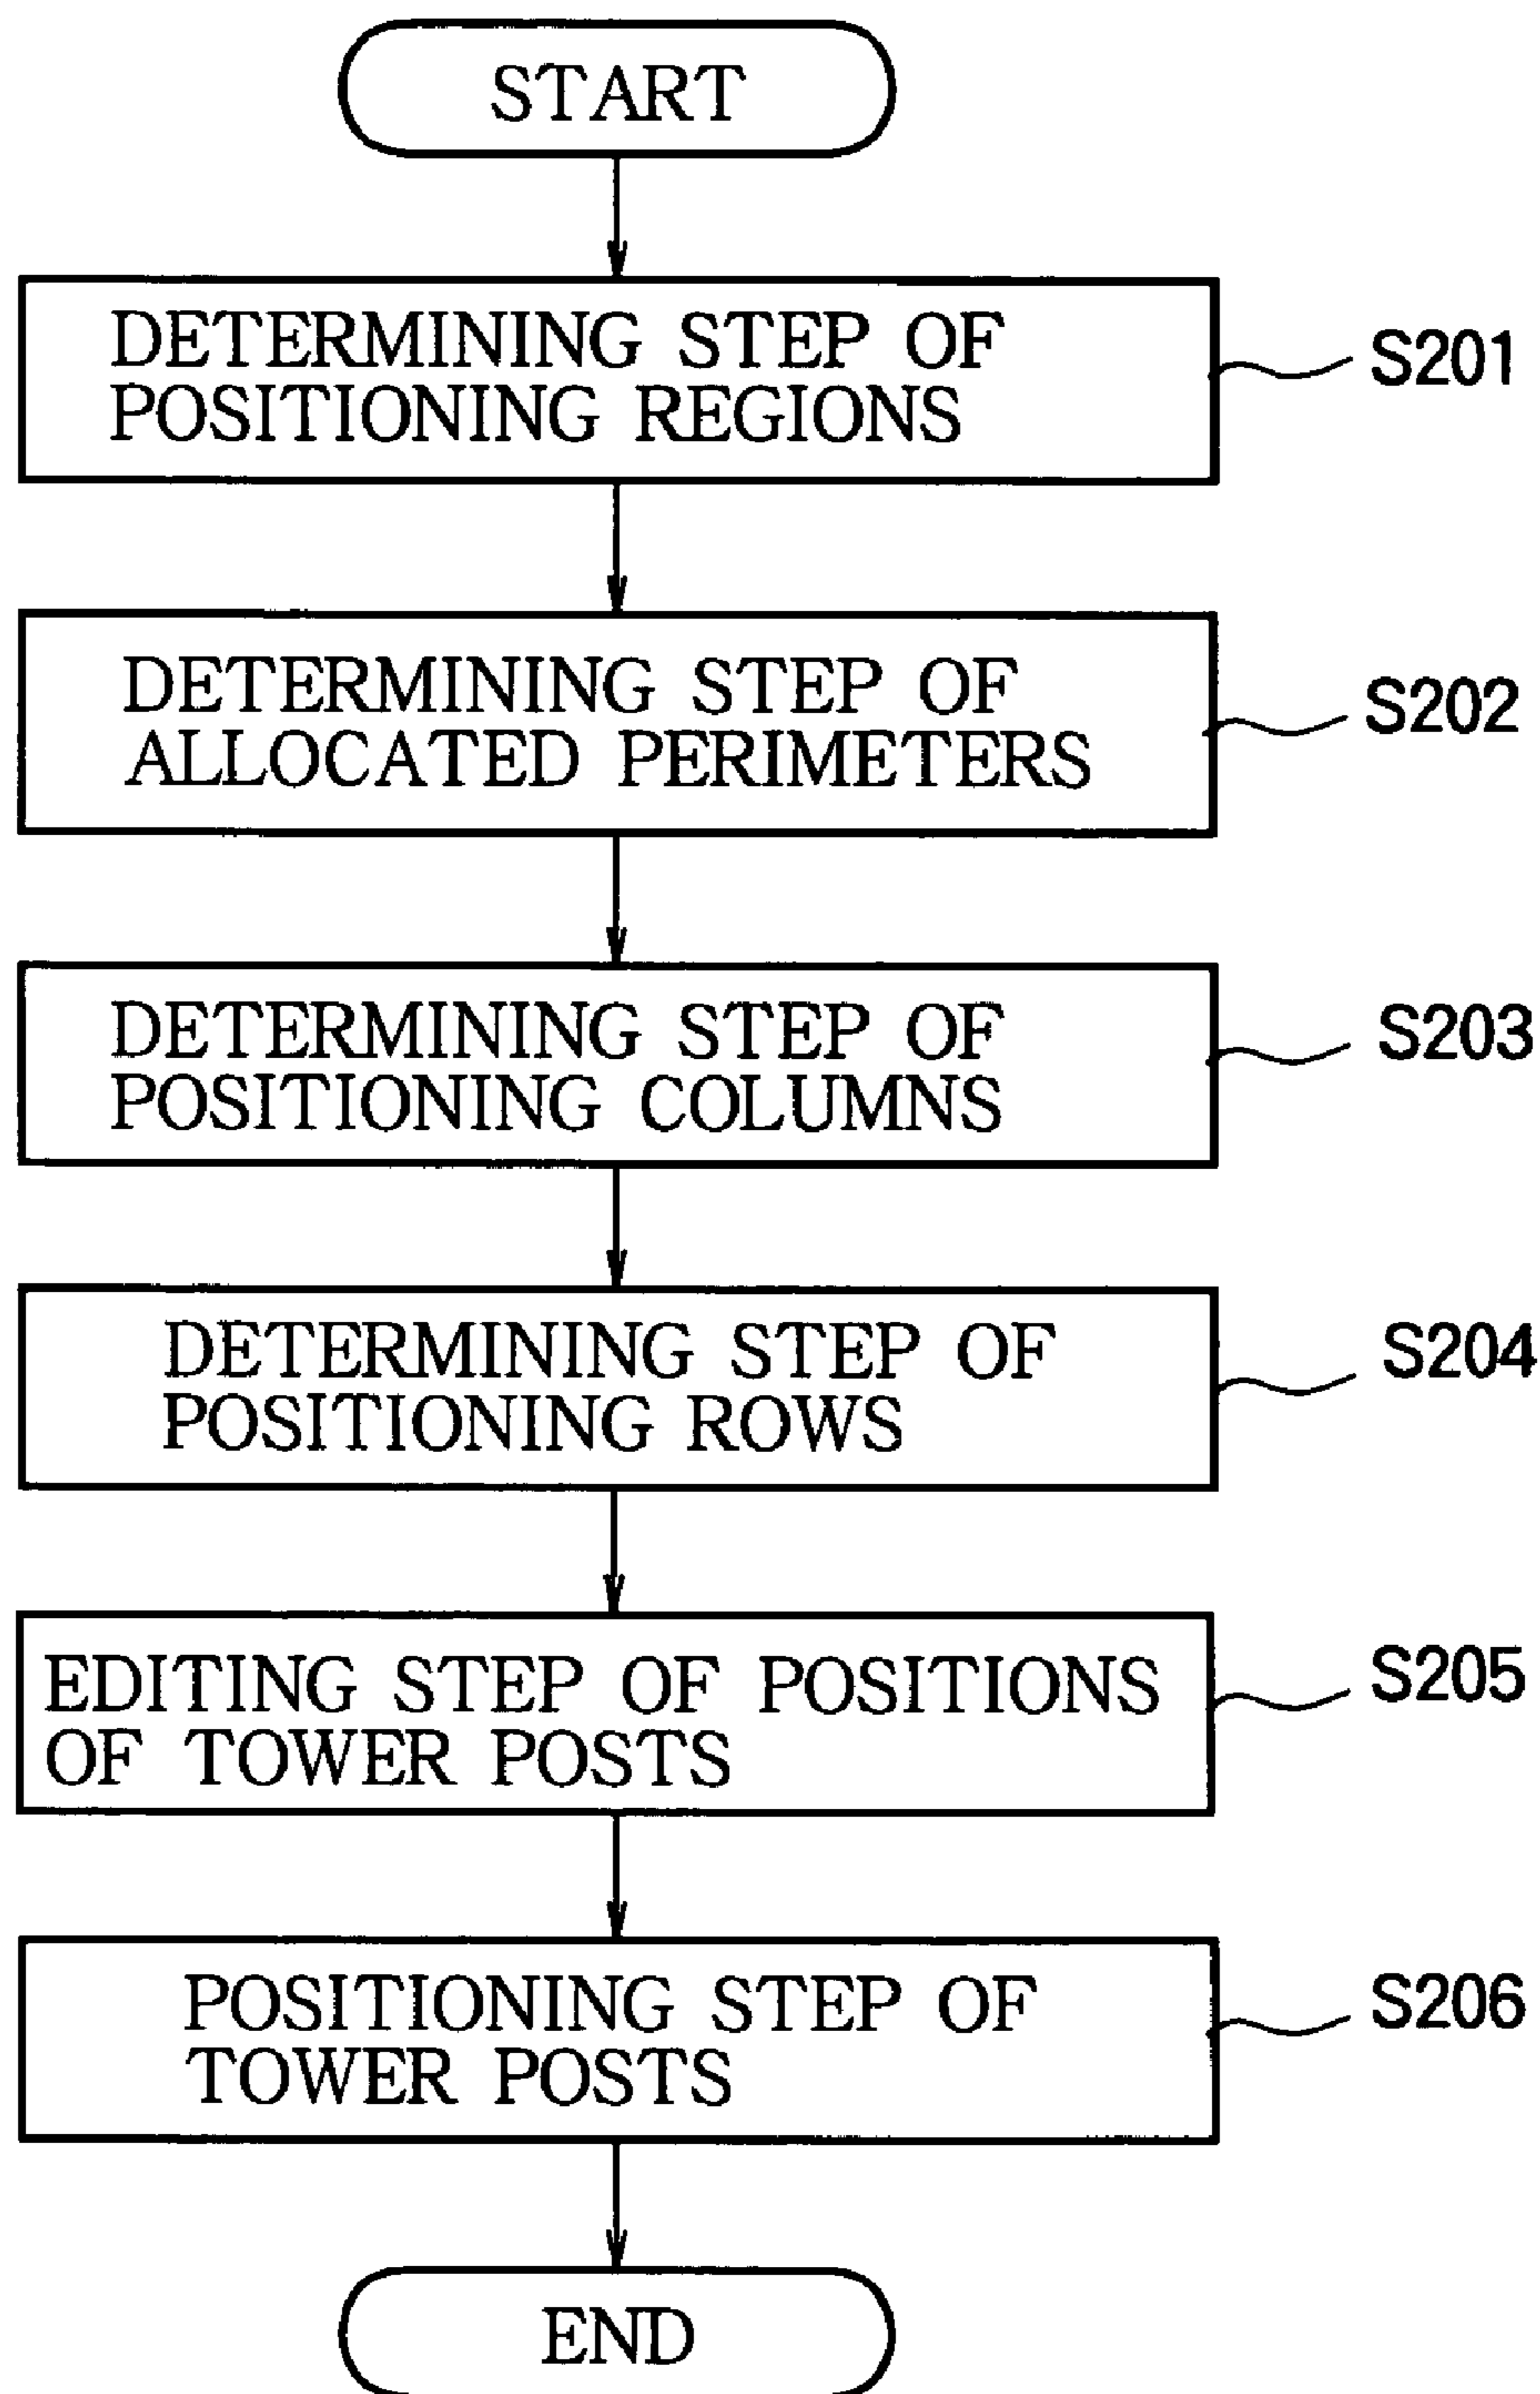 START
DETERMINING STEP OF
POSITIONING REGIONS
S201
DETERMINING STEP OF
ALLOCATED PERIMETERS
S202
DETERMINING STEP OF
POSITIONING COLUMNS
S203
DETERMINING STEP OF
POSITIONING ROWS
S204
EDITING STEP OF POSITIONS
OF TOWER POSTS
S205
POSITIONING STEP OF
TOWER POSTS
S206
END